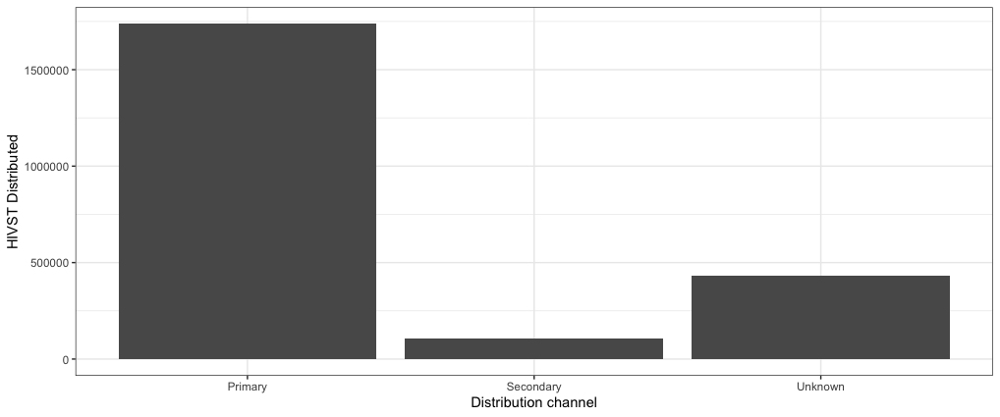 HIVST Distributed
1500000
1000000
500000
0
Primary Secondary Unknown
Distribution channel